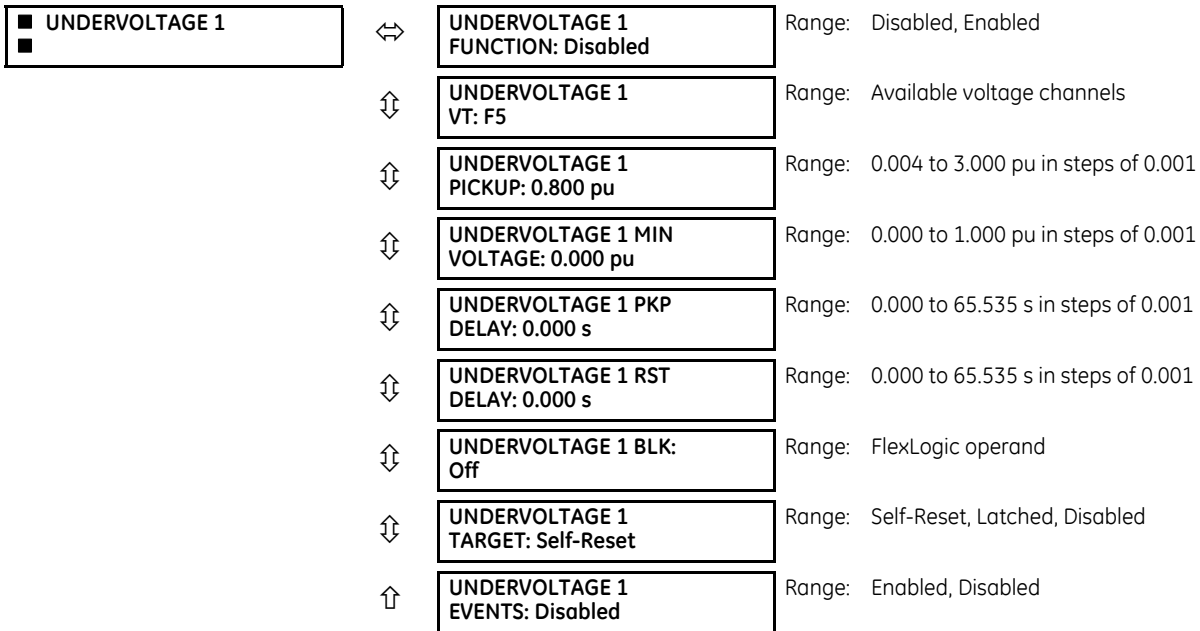 ■ UNDERVOLTAGE 1
■
UNDERVOLTAGE 1
FUNCTION: Disabled
Range: Disabled, Enabled
UNDERVOLTAGE 1
VT: F5
Range: Available voltage channels
UNDERVOLTAGE 1
PICKUP: 0.800 pu
Range: 0.004 to 3.000 pu in steps of 0.001
UNDERVOLTAGE 1 MIN
VOLTAGE: 0.000 pu
Range: 0.000 to 1.000 pu in steps of 0.001
UNDERVOLTAGE 1 PKP
DELAY: 0.000 s
Range: 0.000 to 65.535 s in steps of 0.001
UNDERVOLTAGE 1 RST
DELAY: 0.000 s
Range: 0.000 to 65.535 s in steps of 0.001
UNDERVOLTAGE 1 BLK:
Off
Range: FlexLogic operand
UNDERVOLTAGE 1
TARGET: Self-Reset
Range: Self-Reset, Latched, Disabled
UNDERVOLTAGE 1
EVENTS: Disabled
Range: Enabled, Disabled